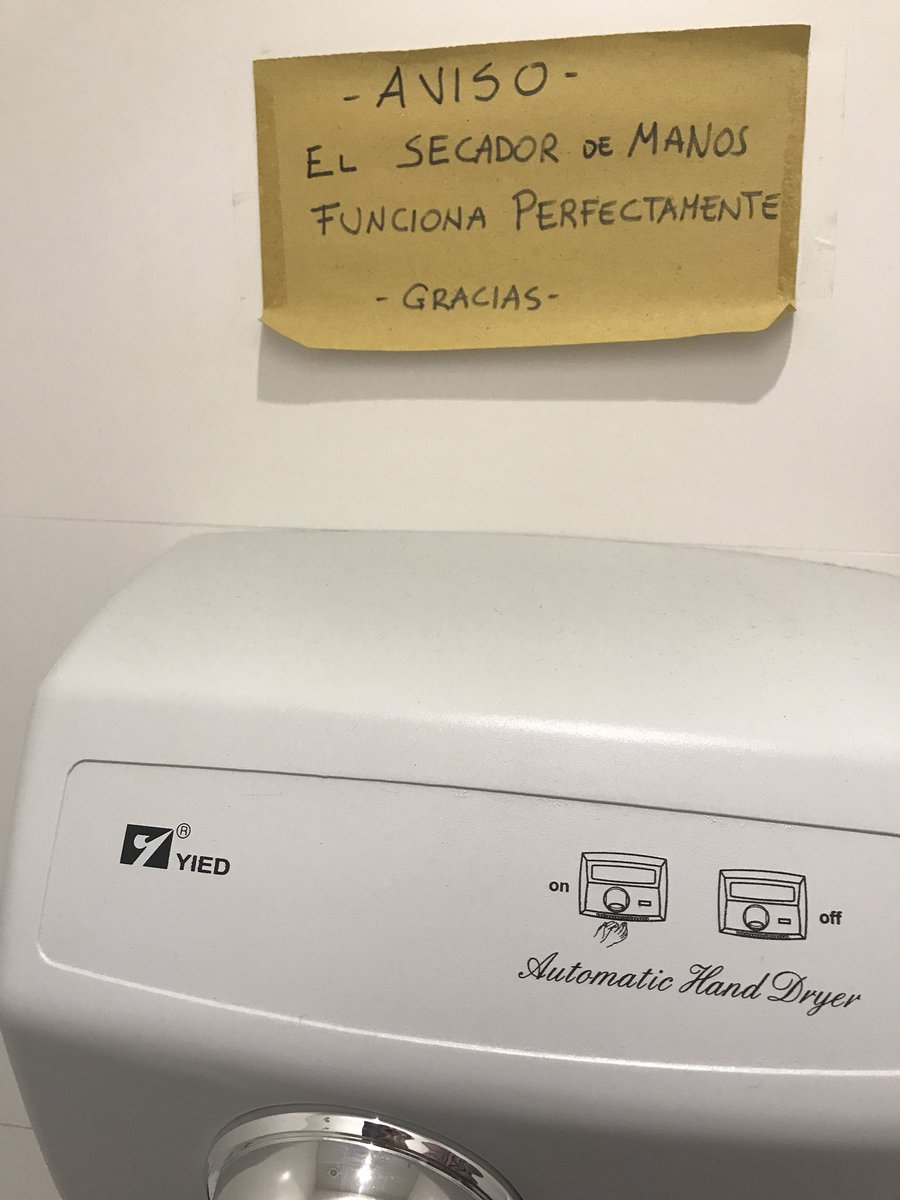 - AVISO -
EL SECADOR DE MANOS
FUNCIONA PERFECTAMENTE
- GRACIAS -
® YIED
on
off
Automatic Hand Dryer